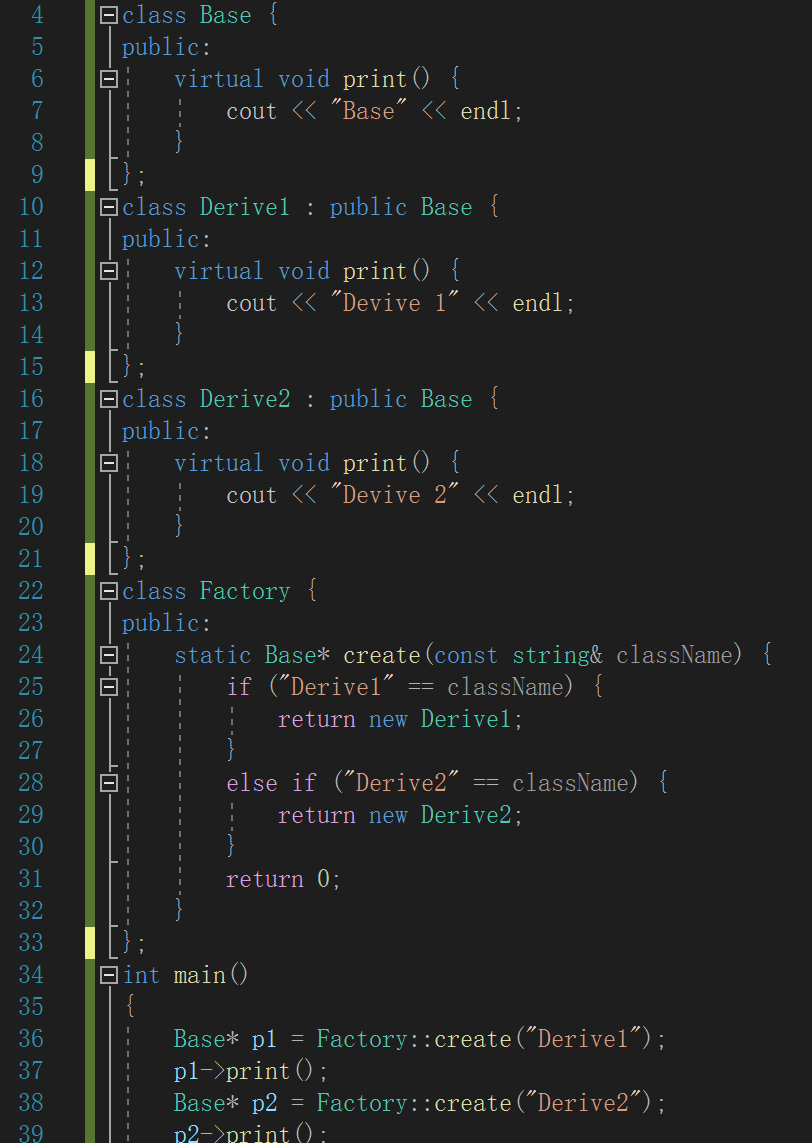 4 class Base {
5 public:
6 virtual void print() {
7 cout << "Base" << endl;
8 }
9 };
10 class Derive1 : public Base {
11 public:
12 virtual void print() {
13 cout << "Devive 1" << endl;
14 }
15 };
16 class Derive2 : public Base {
17 public:
18 virtual void print() {
19 cout << "Devive 2" << endl;
20 }
21 };
22 class Factory {
23 public:
24 static Base* create(const string& className) {
25 if ("Derive1" == className) {
26 return new Derive1;
27 }
28 else if ("Derive2" == className) {
29 return new Derive2;
30 }
31 return 0;
32 }
33 };
34 int main()
35 {
36 Base* p1 = Factory::create("Derive1");
37 p1->print();
38 Base* p2 = Factory::create("Derive2");
39 p2->print();